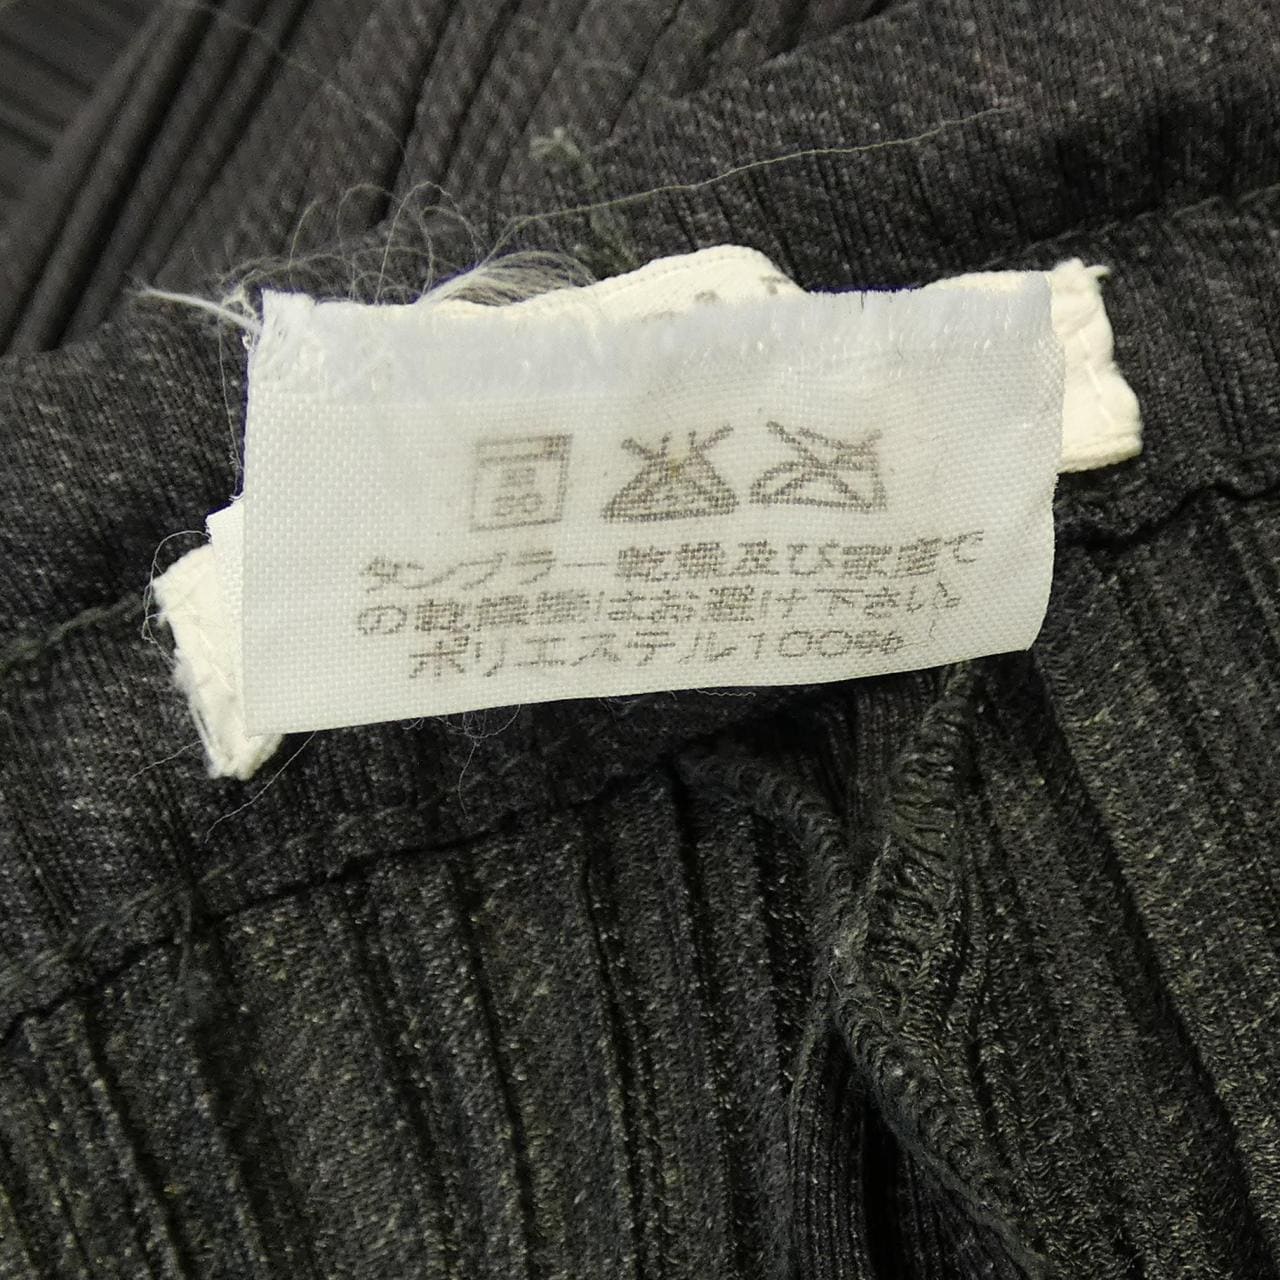 タンブラー乾燥及び家庭で
の乾燥機はお避け下さい。
ポリエステル100%